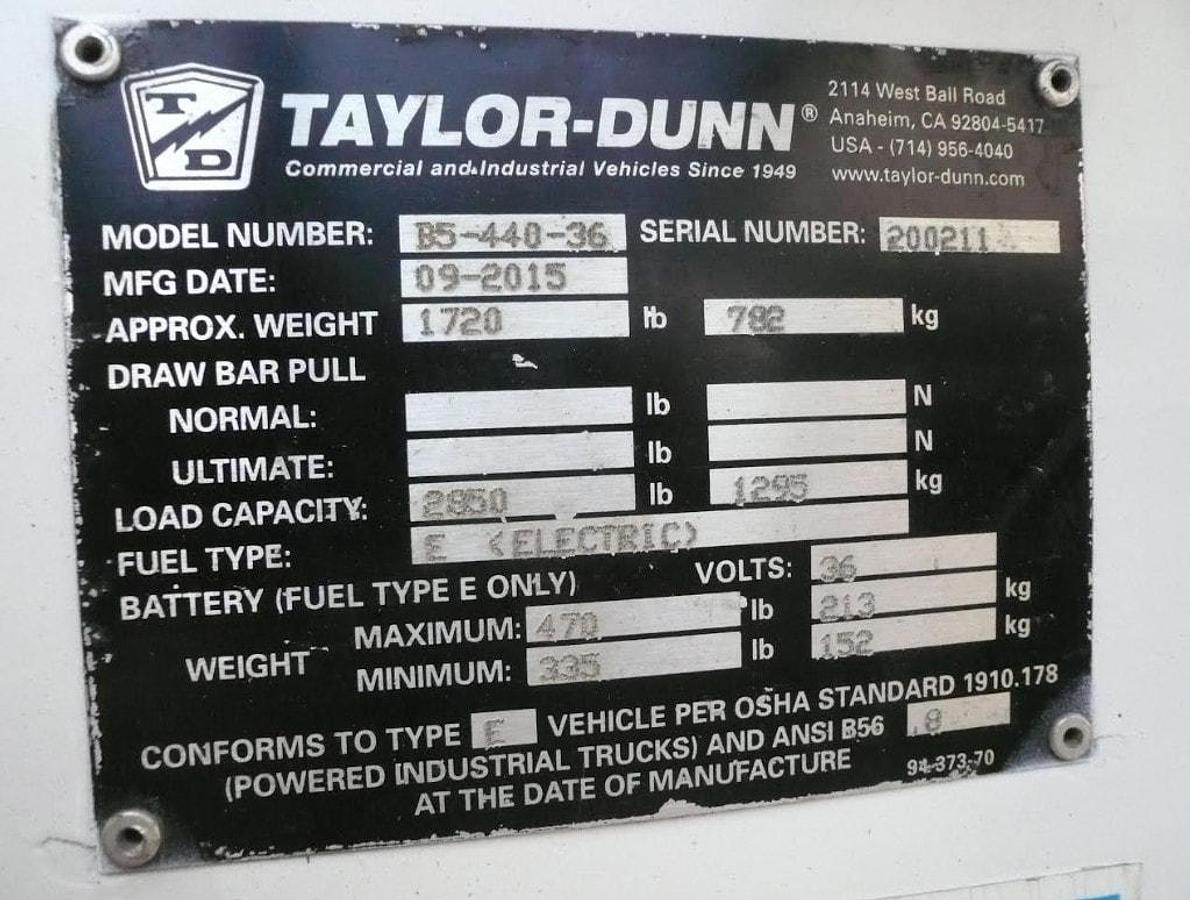 T D
TAYLOR-DUNN®
Commercial and Industrial Vehicles Since 1949
2114 West Ball Road
Anaheim, CA 92804-5417
USA - (714) 956-4040
www.taylor-dunn.com
MODEL NUMBER: B5-440-36 SERIAL NUMBER: 200211
MFG DATE: 09-2015
APPROX. WEIGHT 1720 lb 782 kg
DRAW BAR PULL
NORMAL: lb N
ULTIMATE: lb N
LOAD CAPACITY: 2850 lb 1295 kg
FUEL TYPE: E (ELECTRIC)
BATTERY (FUEL TYPE E ONLY) VOLTS: 36
WEIGHT MAXIMUM: 470 lb 213 kg
MINIMUM: 335 lb 152 kg
CONFORMS TO TYPE E VEHICLE PER OSHA STANDARD 1910.178
(POWERED INDUSTRIAL TRUCKS) AND ANSI B56 .8
AT THE DATE OF MANUFACTURE 94-373-70